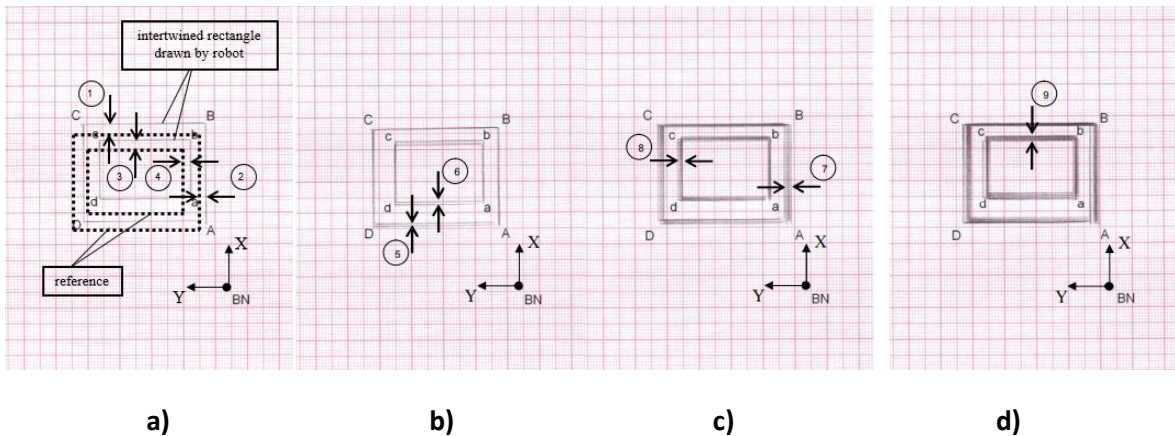 intertwined rectangle
drawn by robot
1
C
B
c
b
3
4
2
d
a
D
A
X
reference
Y
BN
C
B
c
b
6
d
a
D
A
5
X
Y
BN
C
B
8
c
b
7
d
a
D
A
X
Y
BN
9
C
B
c
b
d
a
D
A
X
Y
BN
a)
b)
c)
d)